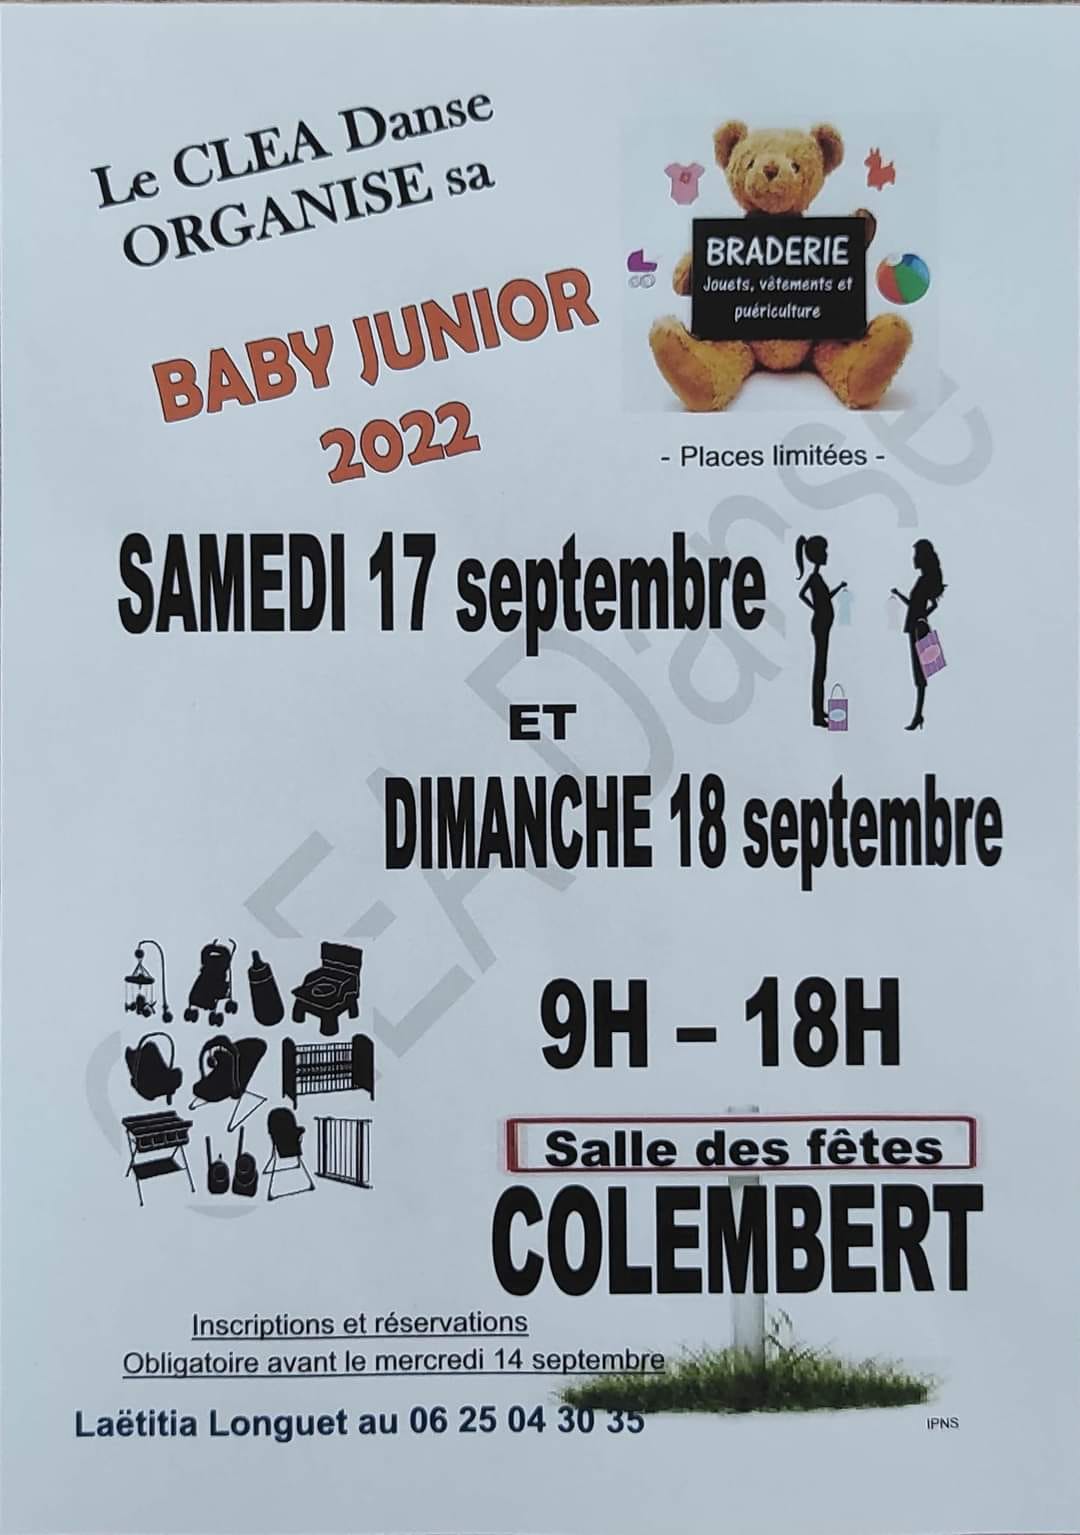 Le CLEA Danse
ORGANISE sa
BABY JUNIOR
2022
BRADERIE
Jouets, vêtements et
puériculture
- Places limitées -
SAMEDI 17 septembre
ET
DIMANCHE 18 septembre
9H – 18H
Salle des fêtes
COLEMBERT
Inscriptions et réservations
Obligatoire avant le mercredi 14 septembre
Laëtitia Longuet au 06 25 04 30 35
IPNS
CLEA Danse